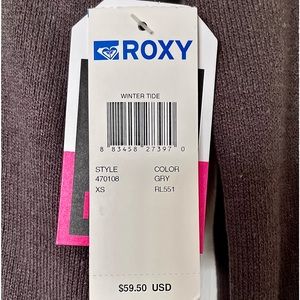 ROXY
WINTER TIDE
8 83458 27397 0
STYLE COLOR
470108 GRY
XS RL551
$59.50 USD